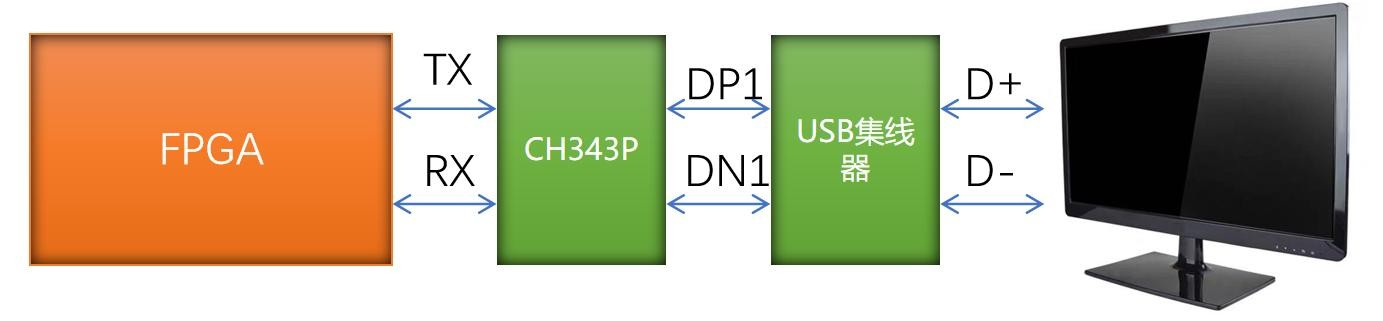 FPGA
TX
RX
CH343P
DP1
DN1
USB集线
器
D+
D-